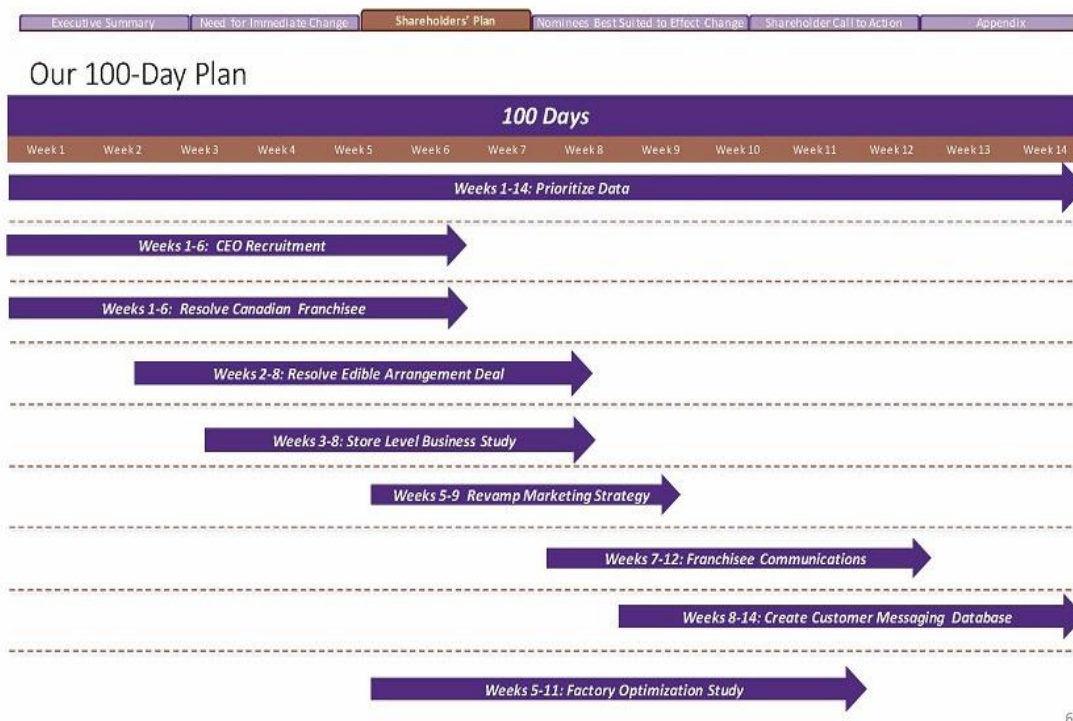 Executive Summary
Need for Immediate Change
Shareholders' Plan
Nominees Best Suited to Effect Change
Shareholder Call to Action
Appendix
Our 100-Day Plan
100 Days
Week 1 Week 2 Week 3 Week 4 Week 5 Week 6 Week 7 Week 8 Week 9 Week 10 Week 11 Week 12 Week 13 Week 14
Weeks 1-14: Prioritize Data
Weeks 1-6: CEO Recruitment
Weeks 1-6: Resolve Canadian Franchisee
Weeks 2-8: Resolve Edible Arrangement Deal
Weeks 3-8: Store Level Business Study
Weeks 5-9 Revamp Marketing Strategy
Weeks 7-12: Franchisee Communications
Weeks 8-14: Create Customer Messaging Database
Weeks 5-11: Factory Optimization Study